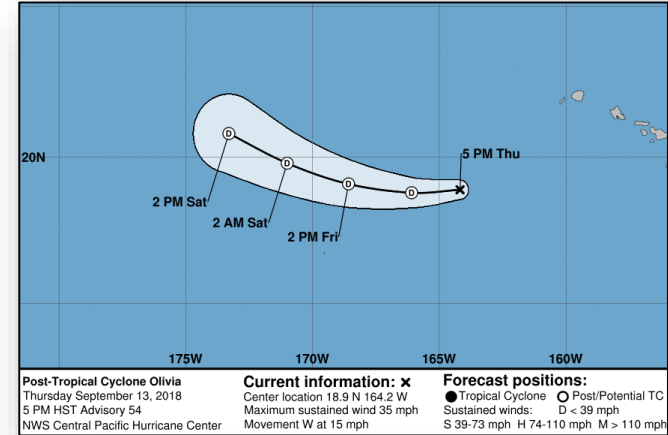 5 PM Thu
20N
D
D
D
D
2 PM Sat
2 AM Sat
2 PM Fri
175W
170W
165W
160W
Post-Tropical Cyclone Olivia
Thursday September 13, 2018
5 PM HST Advisory 54
NWS Central Pacific Hurricane Center
Current information: ×
Center location 18.9 N 164.2 W
Maximum sustained wind 35 mph
Movement W at 15 mph
Forecast positions:
● Tropical Cyclone ○ Post/Potential TC
Sustained winds: D < 39 mph
S 39-73 mph H 74-110 mph M > 110 mph